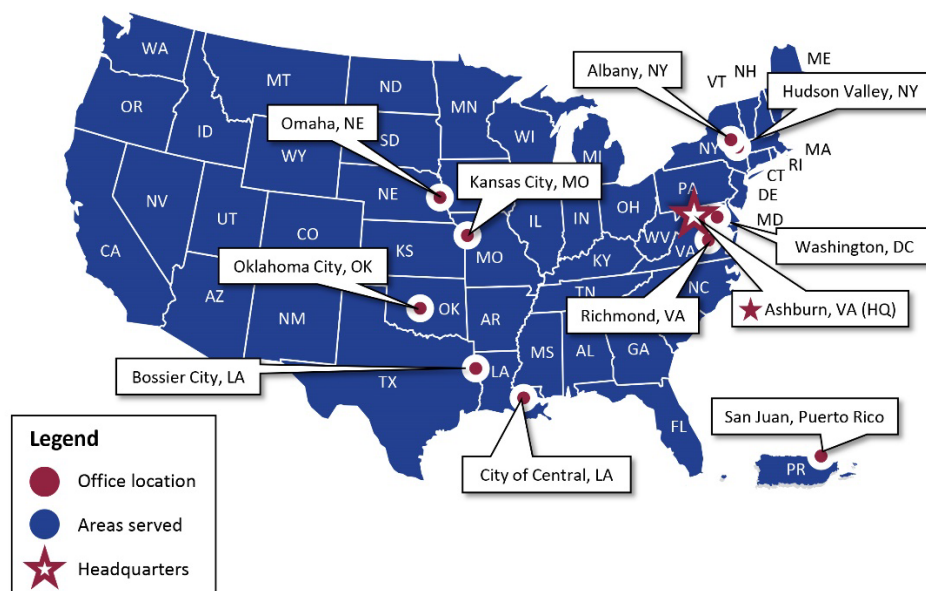 WA
MT
ND
MN
OR
ID
SD
WI
WY
MI
NY
VT
NH
ME
MA
RI
CT
NV
UT
CO
NE
KS
IL
IN
OH
PA
DE
MD
CA
AZ
NM
OK
MO
KY
WV
VA
NC
TN
AR
TX
LA
MS
AL
GA
FL
PR
Albany, NY
Hudson Valley, NY
Omaha, NE
Kansas City, MO
Washington, DC
Oklahoma City, OK
Richmond, VA
Ashburn, VA (HQ)
Bossier City, LA
City of Central, LA
San Juan, Puerto Rico
Legend
Office location
Areas served
Headquarters